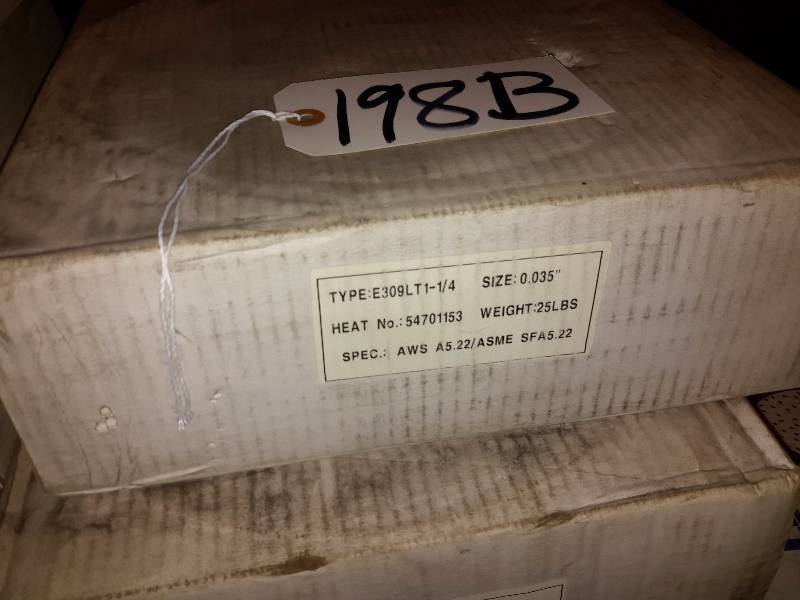 198B
TYPE:E309LT1-1/4 SIZE:0.035"
HEAT No.:54701153 WEIGHT:25LBS
SPEC.: AWS A5.22/ASME SFA5.22